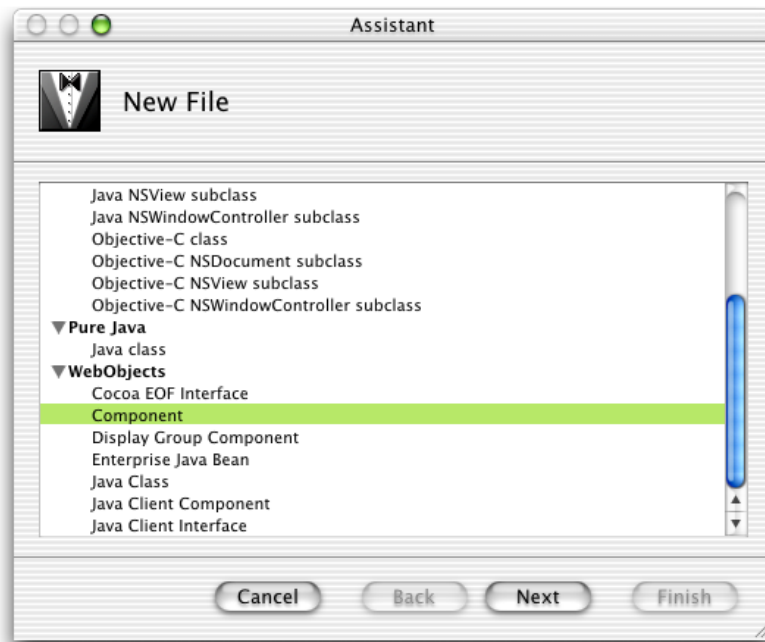 Assistant
New File
Java NSView subclass
Java NSWindowController subclass
Objective-C class
Objective-C NSDocument subclass
Objective-C NSView subclass
Objective-C NSWindowController subclass
Pure Java
Java class
WebObjects
Cocoa EOF Interface
Component
Display Group Component
Enterprise Java Bean
Java Class
Java Client Component
Java Client Interface
Cancel Back Next Finish